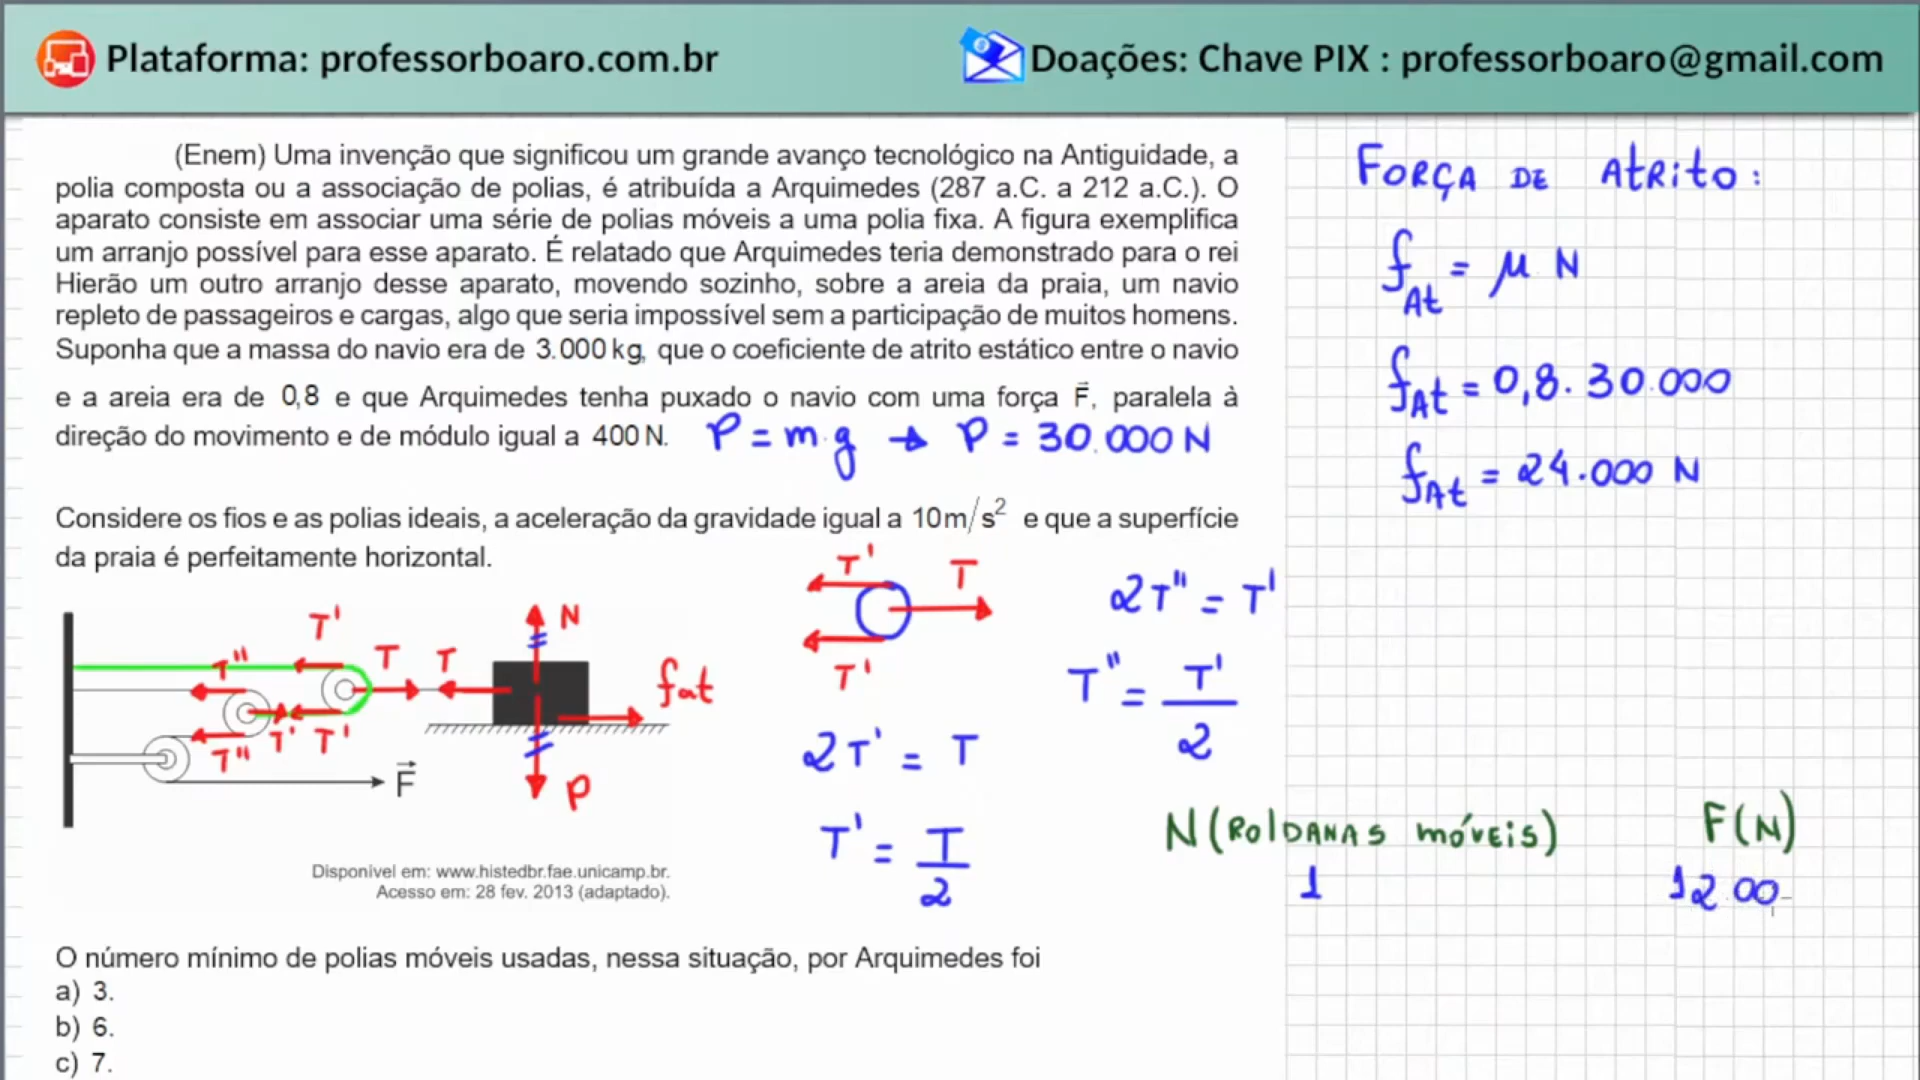 Plataforma: professorboaro.com.br
Doações: Chave PIX : professorboaro@gmail.com
(Enem) Uma invenção que significou um grande avanço tecnológico na Antiguidade, a
polia composta ou a associação de polias, é atribuída a Arquimedes (287 a.C. a 212 a.C.). O
aparato consiste em associar uma série de polias móveis a uma polia fixa. A figura exemplifica
um arranjo possível para esse aparato. É relatado que Arquimedes teria demonstrado para o rei
Hierão um outro arranjo desse aparato, movendo sozinho, sobre a areia da praia, um navio
repleto de passageiros e cargas, algo que seria impossível sem a participação de muitos homens.
Suponha que a massa do navio era de 3.000 kg, que o coeficiente de atrito estático entre o navio
e a areia era de 0,8 e que Arquimedes tenha puxado o navio com uma força F⃗, paralela à
direção do movimento e de módulo igual a 400 N.
P = m.g → P = 30.000 N
Considere os fios e as polias ideais, a aceleração da gravidade igual a 10 m/s² e que a superfície
da praia é perfeitamente horizontal.
FORÇA DE AtRito:
fAt = μ N
fAt = 0,8. 30.000
fAt = 24.000 N
T' T
T'
2T' = T
T' = T/2
2T'' = T'
T'' = T'/2
T' N
T'' T T fat
T'' T' T'
F⃗ P
Disponível em: www.histedbr.fae.unicamp.br.
Acesso em: 28 fev. 2013 (adaptado).
N (RolDANAS móveis) F(N)
1 12.00
O número mínimo de polias móveis usadas, nessa situação, por Arquimedes foi
a) 3.
b) 6.
c) 7.